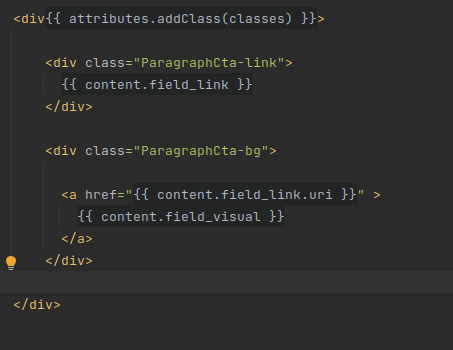 <div{{ attributes.addClass(classes) }}>
<div class="ParagraphCta-link">
{{ content.field_link }}
</div>
<div class="ParagraphCta-bg">
<a href="{{ content.field_link.uri }}" >
{{ content.field_visual }}
</a>
</div>
</div>